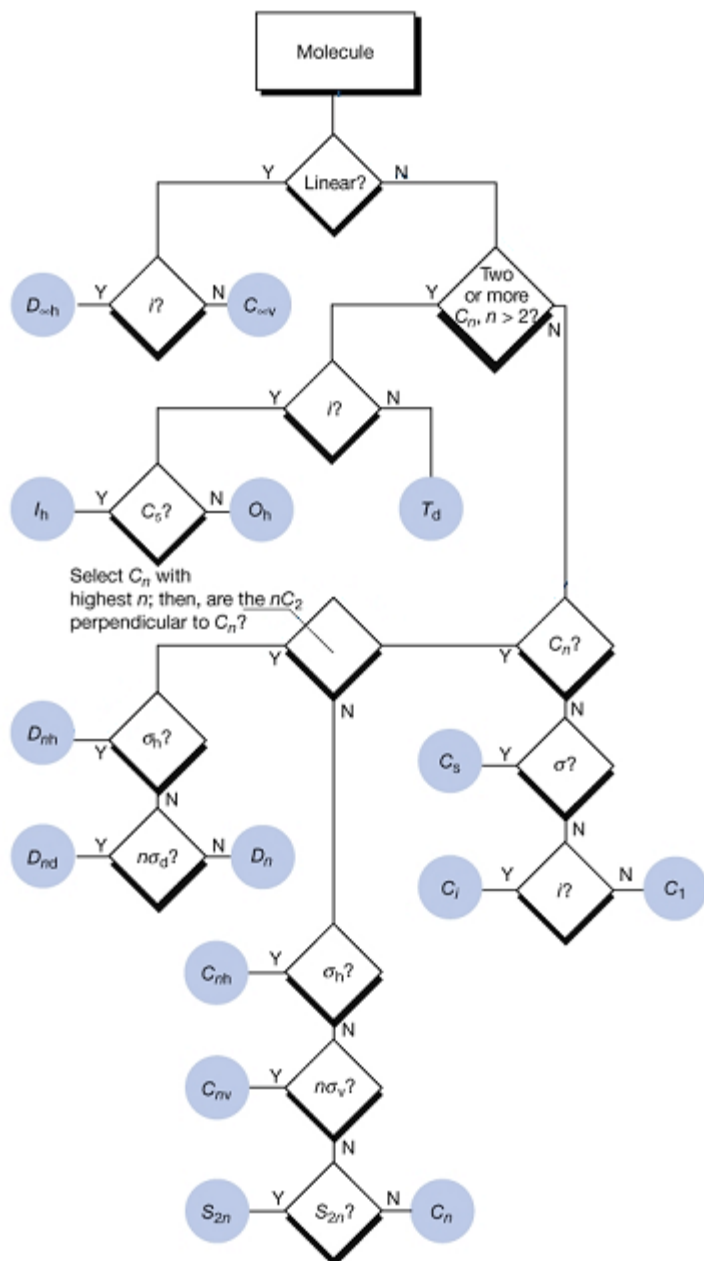 Molecule
Y
Linear?
N
Y
i?
N
D∞h
C∞v
Y
Two
or more
Cn, n > 2?
N
Y
i?
N
Y
C5?
N
Ih
Oh
Td
Select Cn with
highest n; then, are the nC2
perpendicular to Cn?
Y
N
Y
Cn?
N
Dnh
Y
σh?
N
Cs
Y
σ?
N
Dnd
Y
nσd?
N
Dn
Ci
Y
i?
N
C1
Cnh
Y
σh?
N
Cnv
Y
nσv?
N
S2n
Y
S2n?
N
Cn